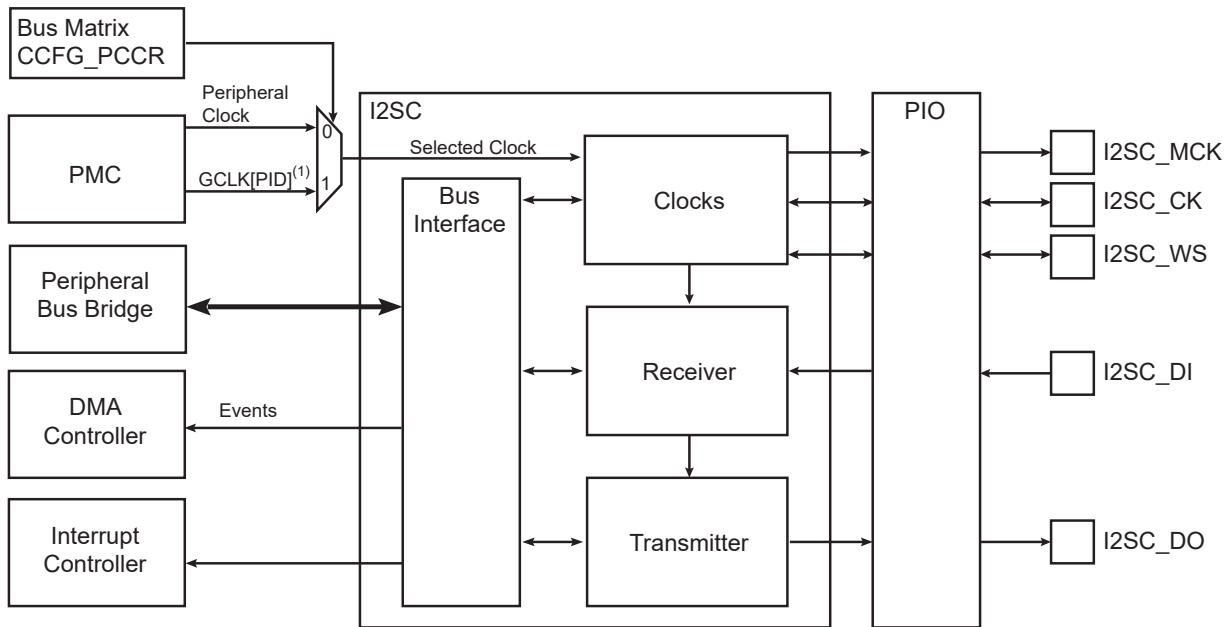 Bus Matrix
CCFG_PCCR
Peripheral
Clock
PMC
GCLK[PID](1)
0
1
I2SC
Selected Clock
Bus
Interface
Clocks
Receiver
Transmitter
PIO
I2SC_MCK
I2SC_CK
I2SC_WS
I2SC_DI
I2SC_DO
Peripheral
Bus Bridge
DMA
Controller
Events
Interrupt
Controller